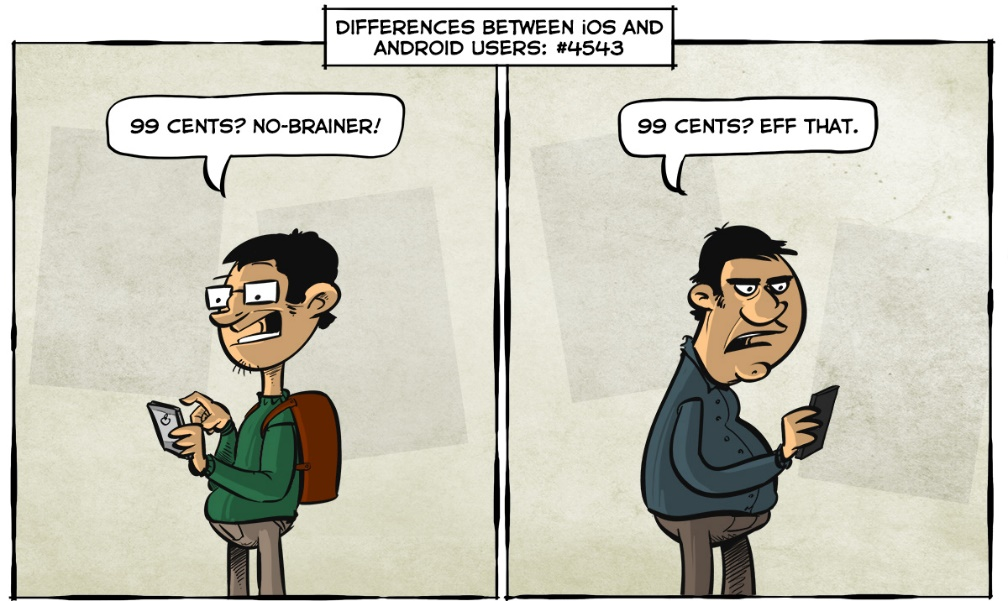 DIFFERENCES BETWEEN iOS AND
ANDROID USERS: #4543
99 CENTS? NO-BRAINER!
99 CENTS? EFF THAT.